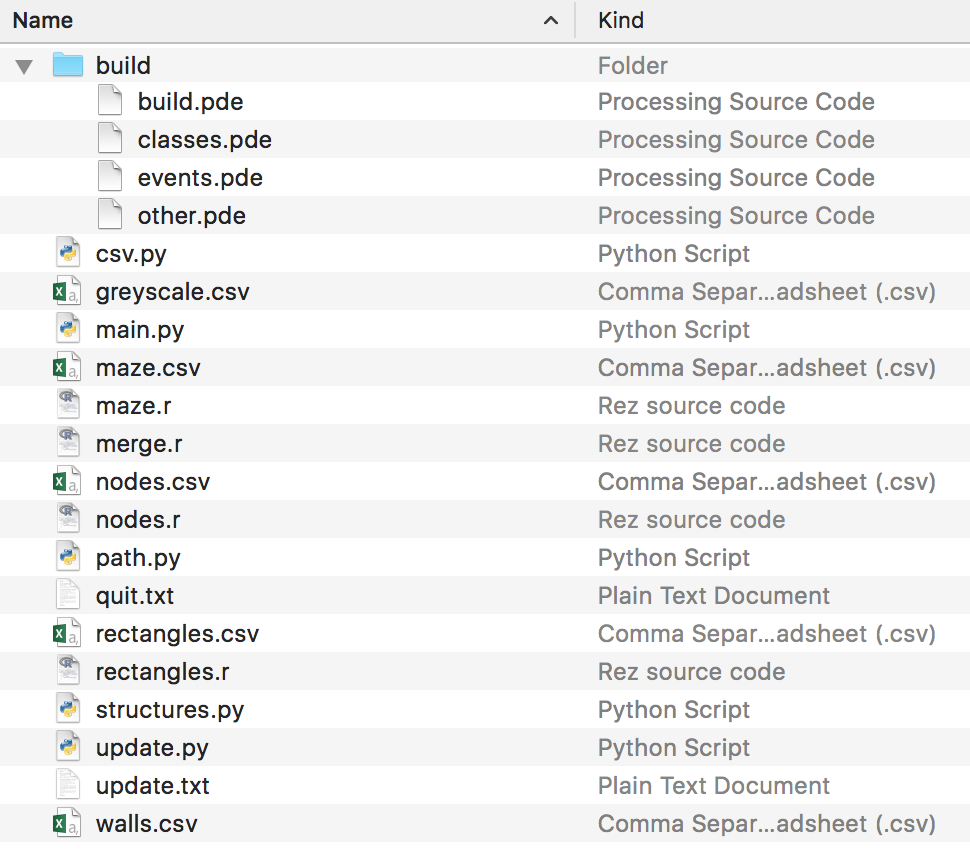 Name Kind
build Folder
build.pde Processing Source Code
classes.pde Processing Source Code
events.pde Processing Source Code
other.pde Processing Source Code
csv.py Python Script
greyscale.csv Comma Separ...adsheet (.csv)
main.py Python Script
maze.csv Comma Separ...adsheet (.csv)
maze.r Rez source code
merge.r Rez source code
nodes.csv Comma Separ...adsheet (.csv)
nodes.r Rez source code
path.py Python Script
quit.txt Plain Text Document
rectangles.csv Comma Separ...adsheet (.csv)
rectangles.r Rez source code
structures.py Python Script
update.py Python Script
update.txt Plain Text Document
walls.csv Comma Separ...adsheet (.csv)